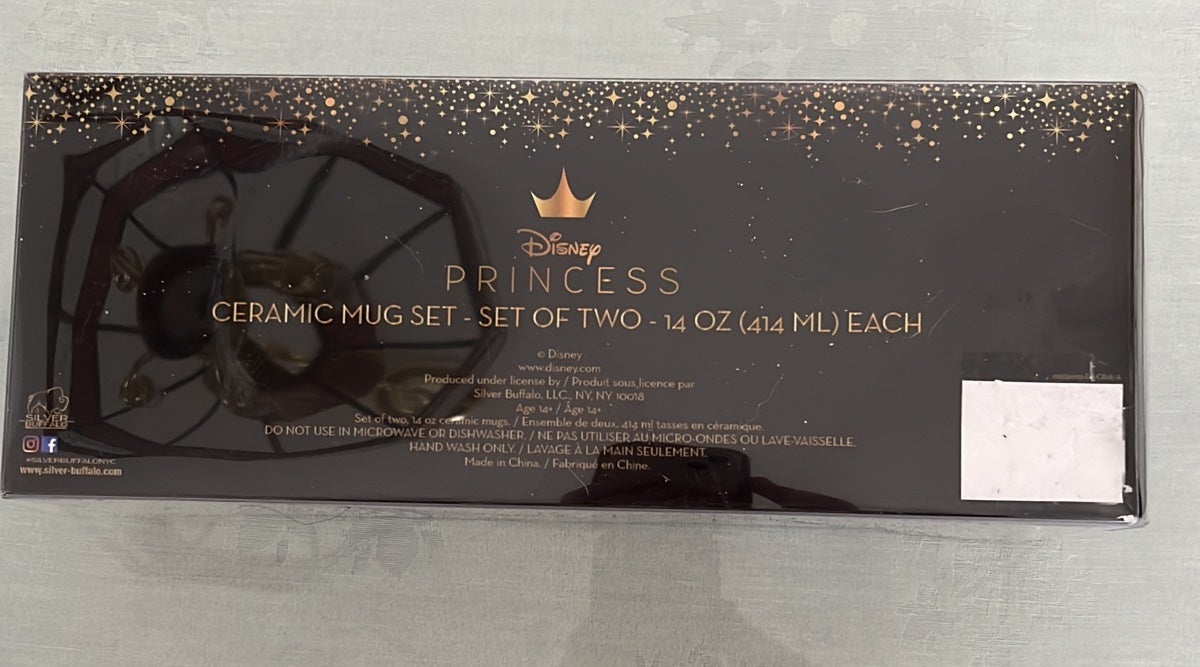 Disney
PRINCESS
CERAMIC MUG SET - SET OF TWO - 14 OZ (414 ML) EACH
© Disney
www.disney.com
Produced under license by / Produit sous licence par
Silver Buffalo, LLC., NY, NY 10018
Age 14+ / Âge 14+
Set of two, 14 oz ceramic mugs. / Ensemble de deux, 414 ml tasses en céramique.
DO NOT USE IN MICROWAVE OR DISHWASHER. / NE PAS UTILISER AU MICRO-ONDES OU LAVE-VAISSELLE.
HAND WASH ONLY. / LAVAGE À LA MAIN SEULEMENT.
Made in China. / Fabriqué en Chine.
SILVER
BUFFALO
@SILVERBUFFALONYC
www.silver-buffalo.com